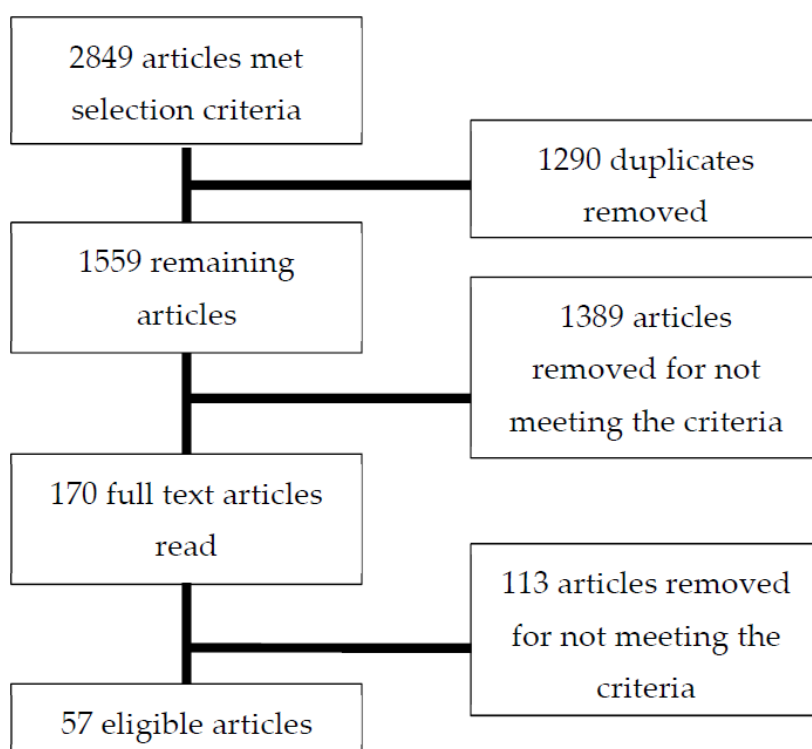 2849 articles met
selection criteria
1290 duplicates
removed
1559 remaining
articles
1389 articles
removed for not
meeting the criteria
170 full text articles
read
113 articles removed
for not meeting the
criteria
57 eligible articles